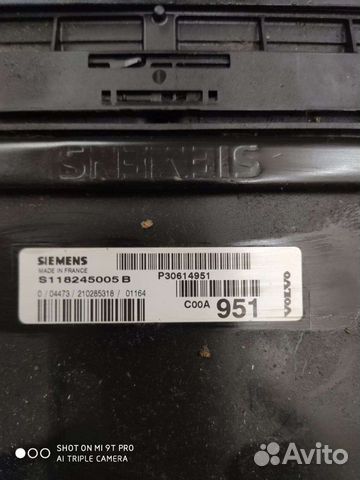 SIEMENS
SIEMENS
MADE IN FRANCE
S118245005 B
P30614951
0 / 04473 / 210285318 / 01164
C00A 951
VOLVO
SHOT ON MI 9T PRO
AI TRIPLE CAMERA
Avito